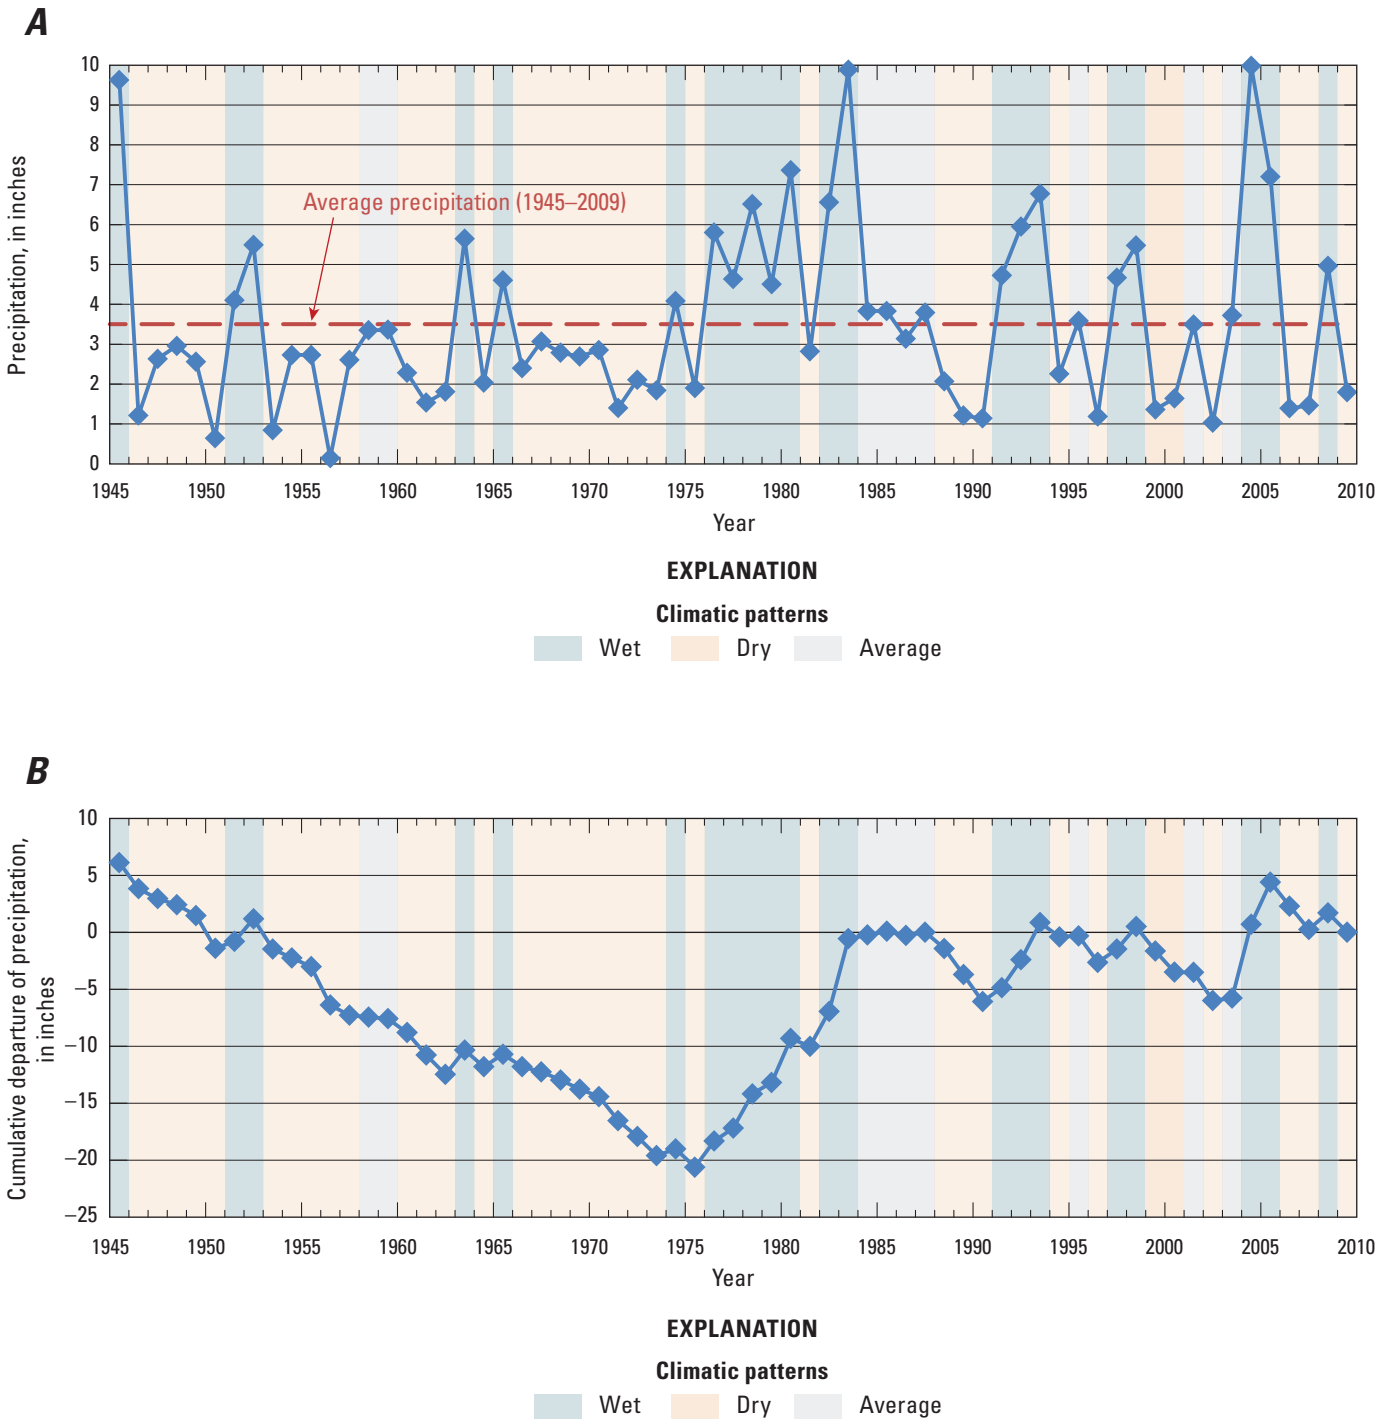 A
10
9
8
7
6
5
4
3
2
1
0
Precipitation, in inches
Average precipitation (1945–2009)
1945 1950 1955 1960 1965 1970 1975 1980 1985 1990 1995 2000 2005 2010
Year
EXPLANATION
Climatic patterns
Wet Dry Average
B
10
5
0
−5
−10
−15
−20
−25
Cumulative departure of precipitation,
in inches
1945 1950 1955 1960 1965 1970 1975 1980 1985 1990 1995 2000 2005 2010
Year
EXPLANATION
Climatic patterns
Wet Dry Average